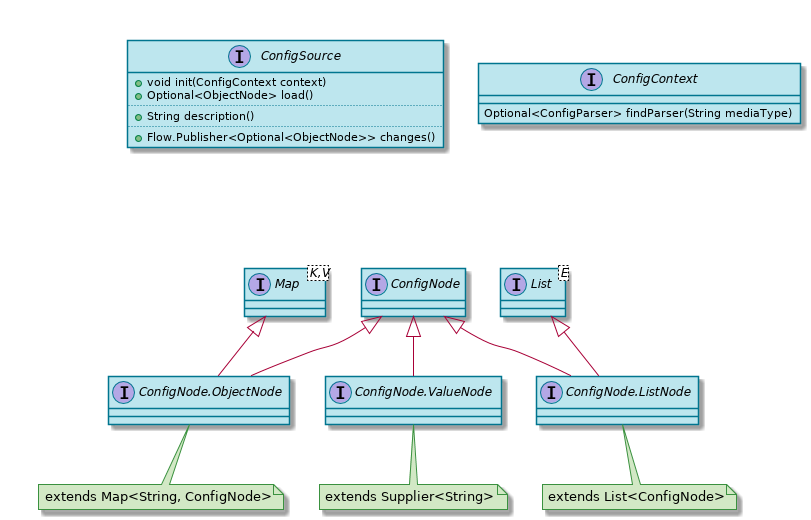 I ConfigSource
void init(ConfigContext context)
Optional<ObjectNode> load()
String description()
Flow.Publisher<Optional<ObjectNode>> changes()
I ConfigContext
Optional<ConfigParser> findParser(String mediaType)
I Map K,V
I ConfigNode
I List E
I ConfigNode.ObjectNode
I ConfigNode.ValueNode
I ConfigNode.ListNode
extends Map<String, ConfigNode>
extends Supplier<String>
extends List<ConfigNode>